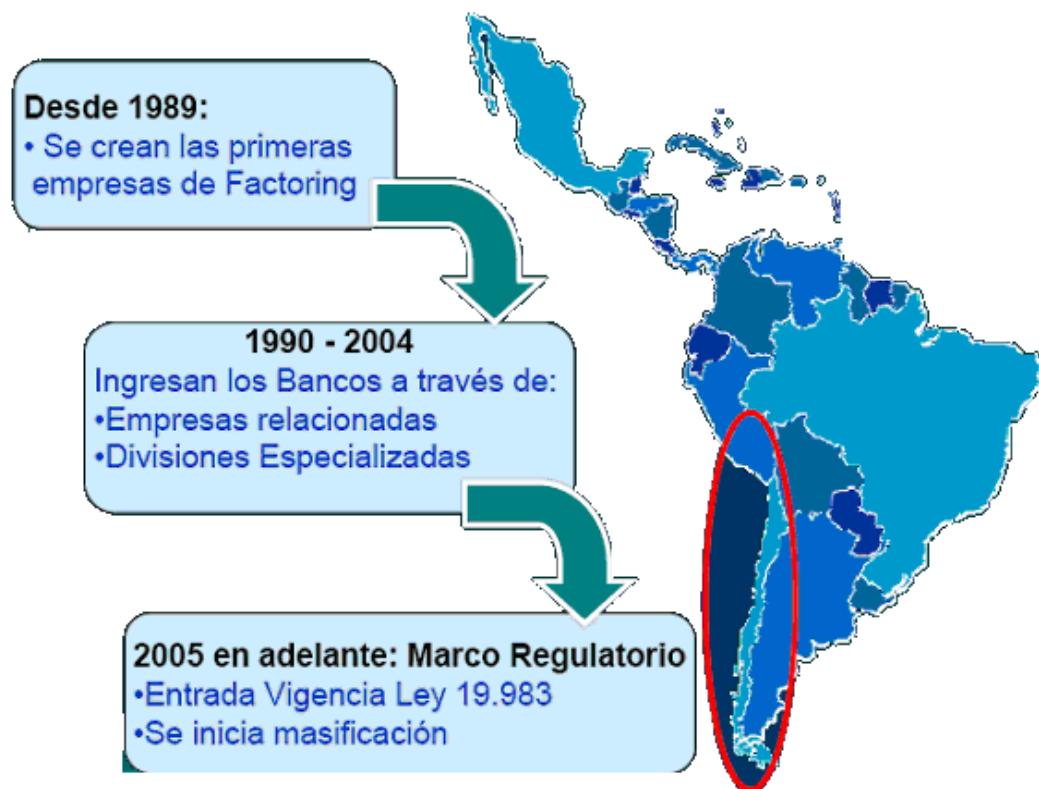 Desde 1989:
• Se crean las primeras
empresas de Factoring
1990 - 2004
Ingresan los Bancos a través de:
•Empresas relacionadas
•Divisiones Especializadas
2005 en adelante: Marco Regulatorio
•Entrada Vigencia Ley 19.983
•Se inicia masificación